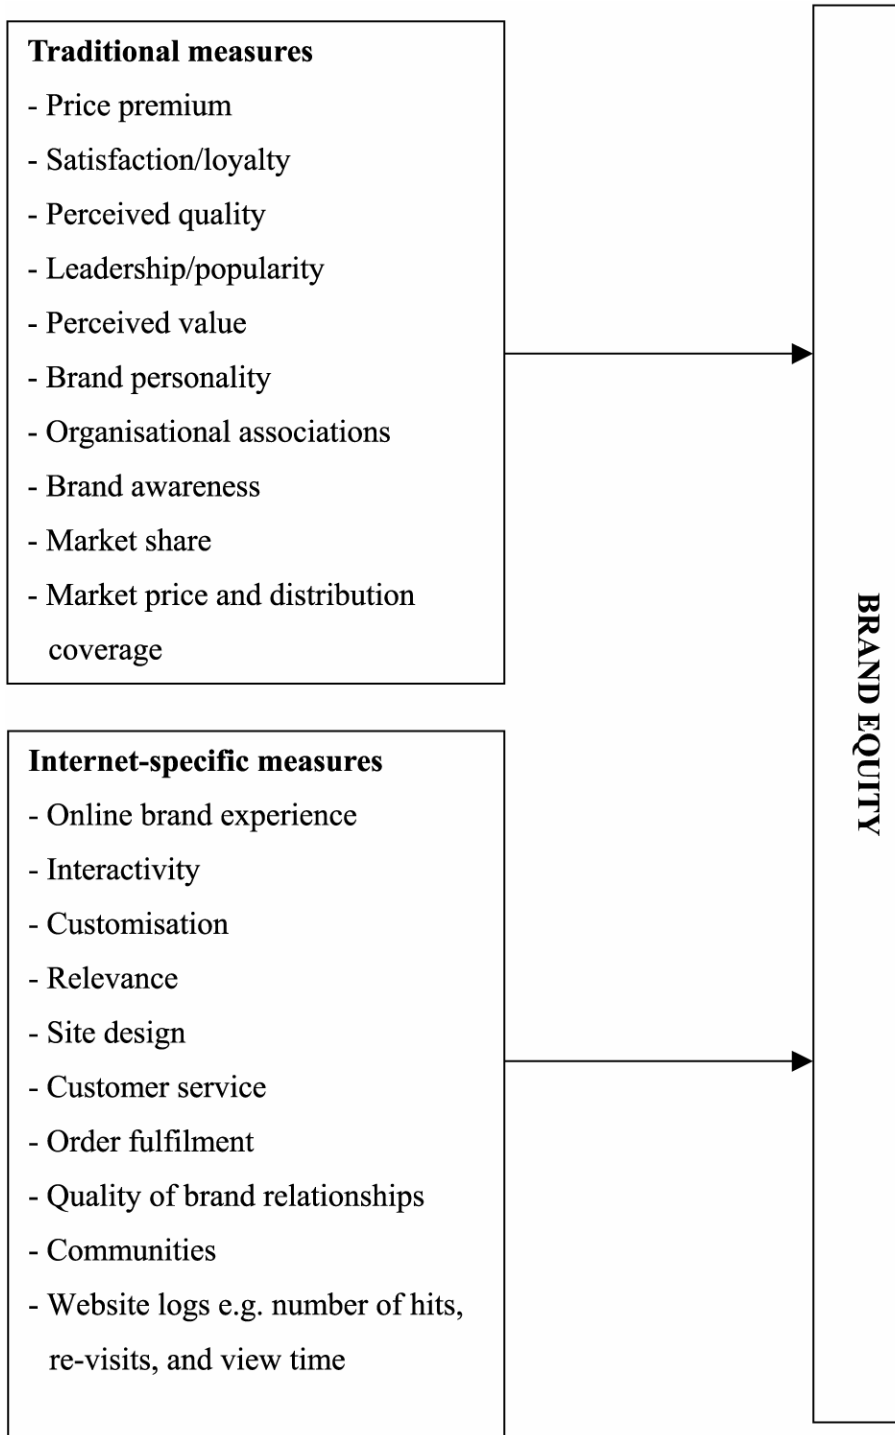 Traditional measures
- Price premium
- Satisfaction/loyalty
- Perceived quality
- Leadership/popularity
- Perceived value
- Brand personality
- Organisational associations
- Brand awareness
- Market share
- Market price and distribution
coverage
Internet-specific measures
- Online brand experience
- Interactivity
- Customisation
- Relevance
- Site design
- Customer service
- Order fulfilment
- Quality of brand relationships
- Communities
- Website logs e.g. number of hits,
re-visits, and view time
BRAND EQUITY